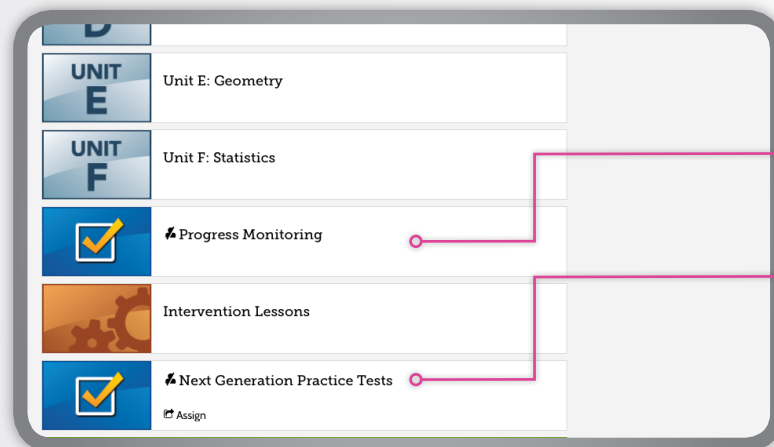 UNIT
E
Unit E: Geometry
UNIT
F
Unit F: Statistics
Progress Monitoring
Intervention Lessons
Next Generation Practice Tests
Assign